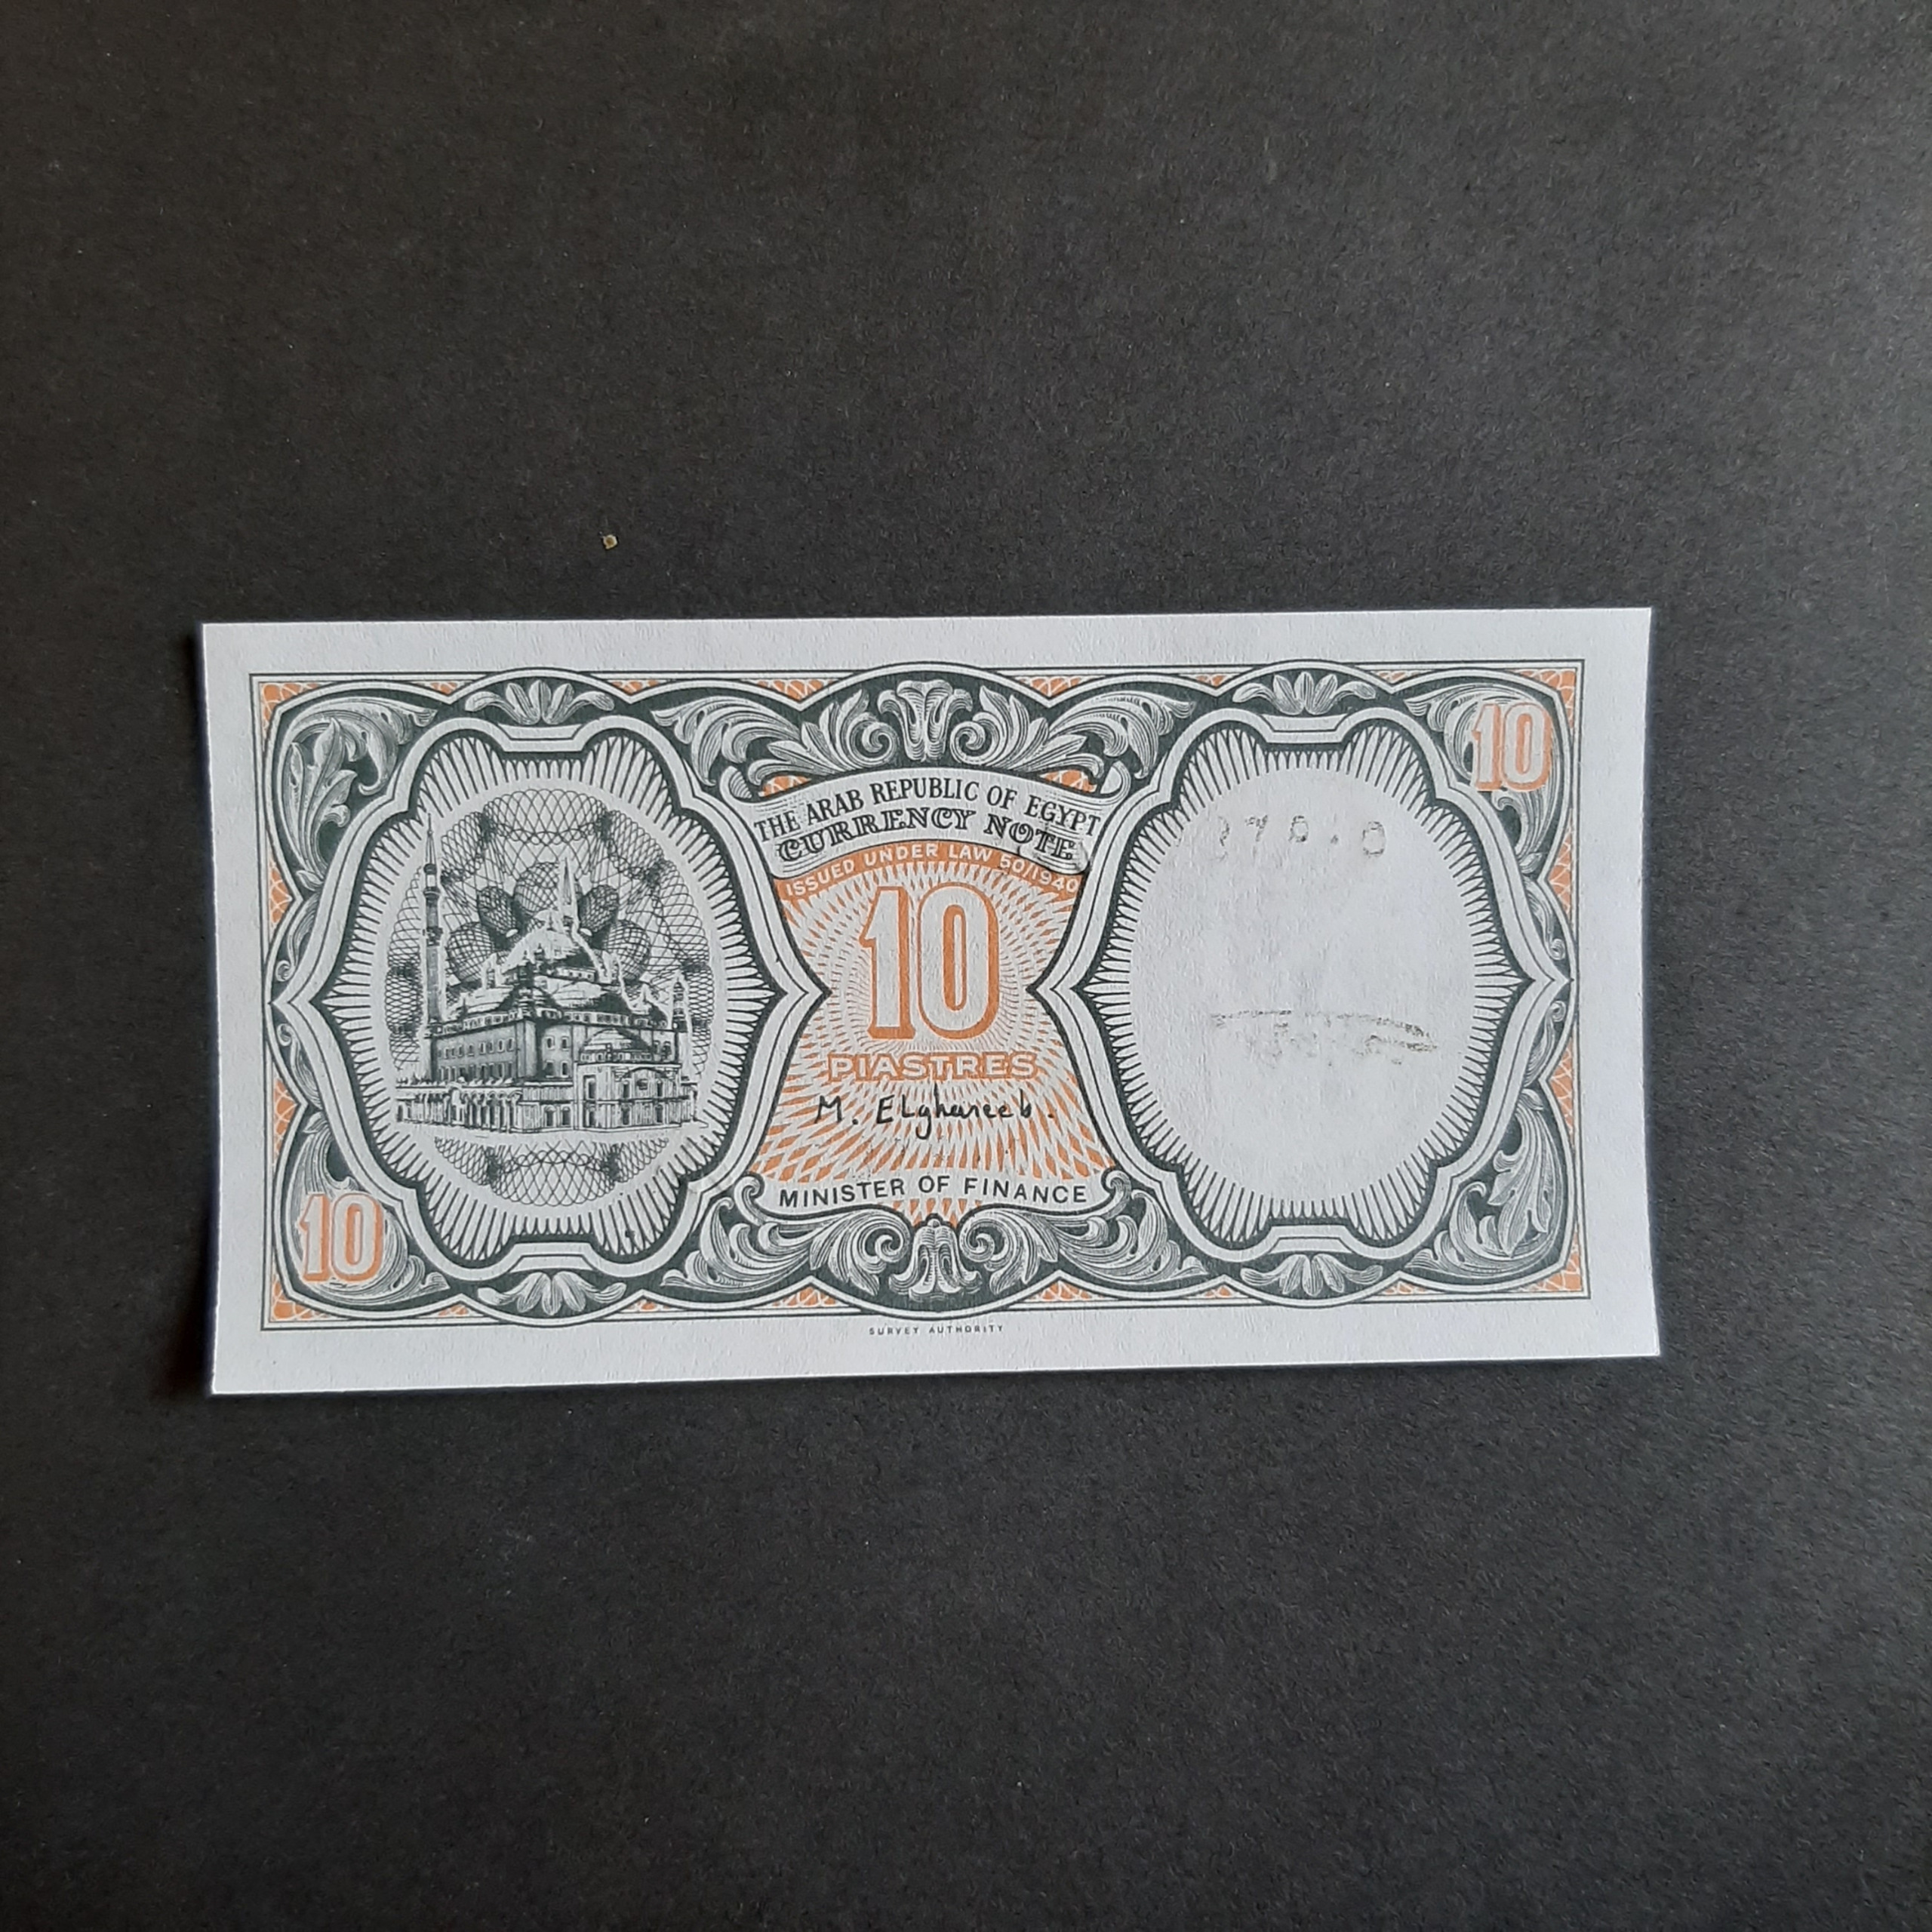 10
THE ARAB REPUBLIC OF EGYPT
CURRENCY NOTE
ISSUED UNDER LAW 50/1940
10
PIASTRES
M. ELghareeb.
MINISTER OF FINANCE
10
SURVEY AUTHORITY